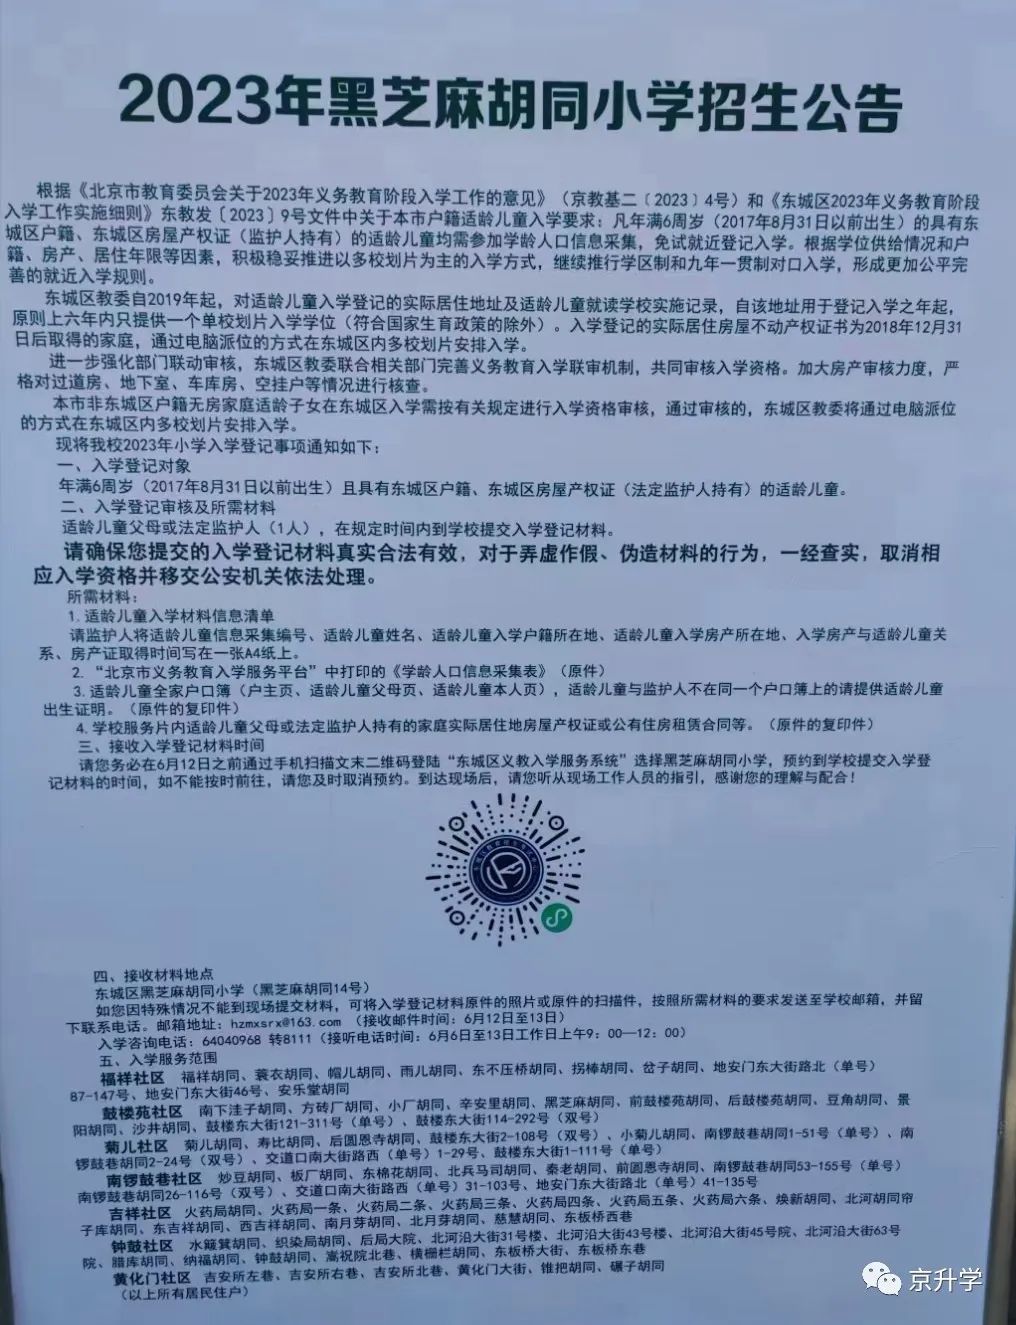 2023年黑芝麻胡同小学招生公告
根据《北京市教育委员会关于2023年义务教育阶段入学工作的意见》（京教基二〔2023〕4号）和《东城区2023年义务教育阶段
入学工作实施细则》东教发〔2023〕9号文件中关于本市户籍适龄儿童入学要求：凡年满6周岁（2017年8月31日以前出生）的具有东
城区户籍、东城区房屋产权证（监护人持有）的适龄儿童均需参加学龄人口信息采集，免试就近登记入学。根据学位供给情况和户
籍、房产、居住年限等因素，积极稳妥推进以多校划片为主的入学方式，继续推行学区制和九年一贯制对口入学，形成更加公平完
善的就近入学规则。
东城区教委自2019年起，对适龄儿童入学登记的实际居住地址及适龄儿童就读学校实施记录，自该地址用于登记入学之年起，
原则上六年内只提供一个单校划片入学学位（符合国家生育政策的除外）。入学登记的实际居住房屋不动产权证书为2018年12月31
日后取得的家庭，通过电脑派位的方式在东城区内多校划片安排入学。
进一步强化部门联动审核，东城区教委联合相关部门完善义务教育入学联审机制，共同审核入学资格。加大房产审核力度，严
格对过道房、地下室、车库房、空挂户等情况进行核查。
本市非东城区户籍无房家庭适龄子女在东城区入学需按有关规定进行入学资格审核，通过审核的，东城区教委将通过电脑派位
的方式在东城区内多校划片安排入学。
现将我校2023年小学入学登记事项通知如下：
一、入学登记对象
年满6周岁（2017年8月31日以前出生）且具有东城区户籍、东城区房屋产权证（法定监护人持有）的适龄儿童。
二、入学登记审核及所需材料
适龄儿童父母或法定监护人（1人），在规定时间内到学校提交入学登记材料。
请确保您提交的入学登记材料真实合法有效，对于弄虚作假、伪造材料的行为，一经查实，取消相
应入学资格并移交公安机关依法处理。
所需材料：
1.适龄儿童入学材料信息清单
请监护人将适龄儿童信息采集编号、适龄儿童姓名、适龄儿童入学户籍所在地、适龄儿童入学房产所在地、入学房产与适龄儿童关
系、房产证取得时间写在一张A4纸上。
2.“北京市义务教育入学服务平台”中打印的《学龄人口信息采集表》（原件）
3.适龄儿童全家户口簿（户主页、适龄儿童父母页、适龄儿童本人页），适龄儿童与监护人不在同一个户口簿上的请提供适龄儿童
出生证明。（原件的复印件）
4.学校服务片内适龄儿童父母或法定监护人持有的家庭实际居住地房屋产权证或公有住房租赁合同等。（原件的复印件）
三、接收入学登记材料时间
请您务必在6月12日之前通过手机扫描文末二维码登陆“东城区义教入学服务系统”选择黑芝麻胡同小学，预约到学校提交入学登
记材料的时间，如不能按时前往，请您及时取消预约。到达现场后，请您听从现场工作人员的指引，感谢您的理解与配合！
四、接收材料地点
东城区黑芝麻胡同小学（黑芝麻胡同14号）
如您因特殊情况不能到现场提交材料，可将入学登记材料原件的照片或原件的扫描件，按照所需材料的要求发送至学校邮箱，并留
下联系电话。邮箱地址：hzmxsrx@163.com（接收邮件时间：6月12日至13日）
入学咨询电话：64040968 转8111（接听电话时间：6月6日至13日工作日上午9：00—12：00）
五、入学服务范围
福祥社区 福祥胡同、蓑衣胡同、帽儿胡同、雨儿胡同、东不压桥胡同、拐棒胡同、岔子胡同、地安门东大街路北（单号）
87-147号、地安门东大街46号、安乐堂胡同
鼓楼苑社区 南下洼子胡同、方砖厂胡同、小厂胡同、辛安里胡同、黑芝麻胡同、前鼓楼苑胡同、后鼓楼苑胡同、豆角胡同、景
阳胡同、沙井胡同、鼓楼东大街121-311号（单号）、鼓楼东大街114-292号（双号）
菊儿社区 菊儿胡同、寿比胡同、后圆恩寺胡同、鼓楼东大街2-108号（双号）、小菊儿胡同、南锣鼓巷胡同1-51号（单号）、南
锣鼓巷胡同2-24号（双号）、交道口南大街路西（单号）1-29号、鼓楼东大街1-111号（单号）
南锣鼓巷社区 炒豆胡同、板厂胡同、东棉花胡同、北兵马司胡同、秦老胡同、前圆恩寺胡同、南锣鼓巷胡同53-155号（单号）
南锣鼓巷胡同26-116号（双号）、交道口南大街路西（单号）31-103号、地安门东大街路北（单号）41-135号
吉祥社区 火药局胡同、火药局一条、火药局二条、火药局三条、火药局四条、火药局五条、火药局六条、焕新胡同、北河胡同帘
子库胡同、东吉祥胡同、西吉祥胡同、南月芽胡同、北月芽胡同、慈慧胡同、东板桥西巷
钟鼓社区 水簸箕胡同、织染局胡同、后局大院、北河沿大街31号楼、北河沿大街43号楼、北河沿大街45号院、北河沿大街63号
院、腊库胡同、纳福胡同、钟鼓胡同、嵩祝院北巷、横栅栏胡同、东板桥大街、东板桥东巷
黄化门社区 吉安所左巷、吉安所右巷、吉安所北巷、黄化门大街、锥把胡同、碾子胡同
（以上所有居民住户）
京升学